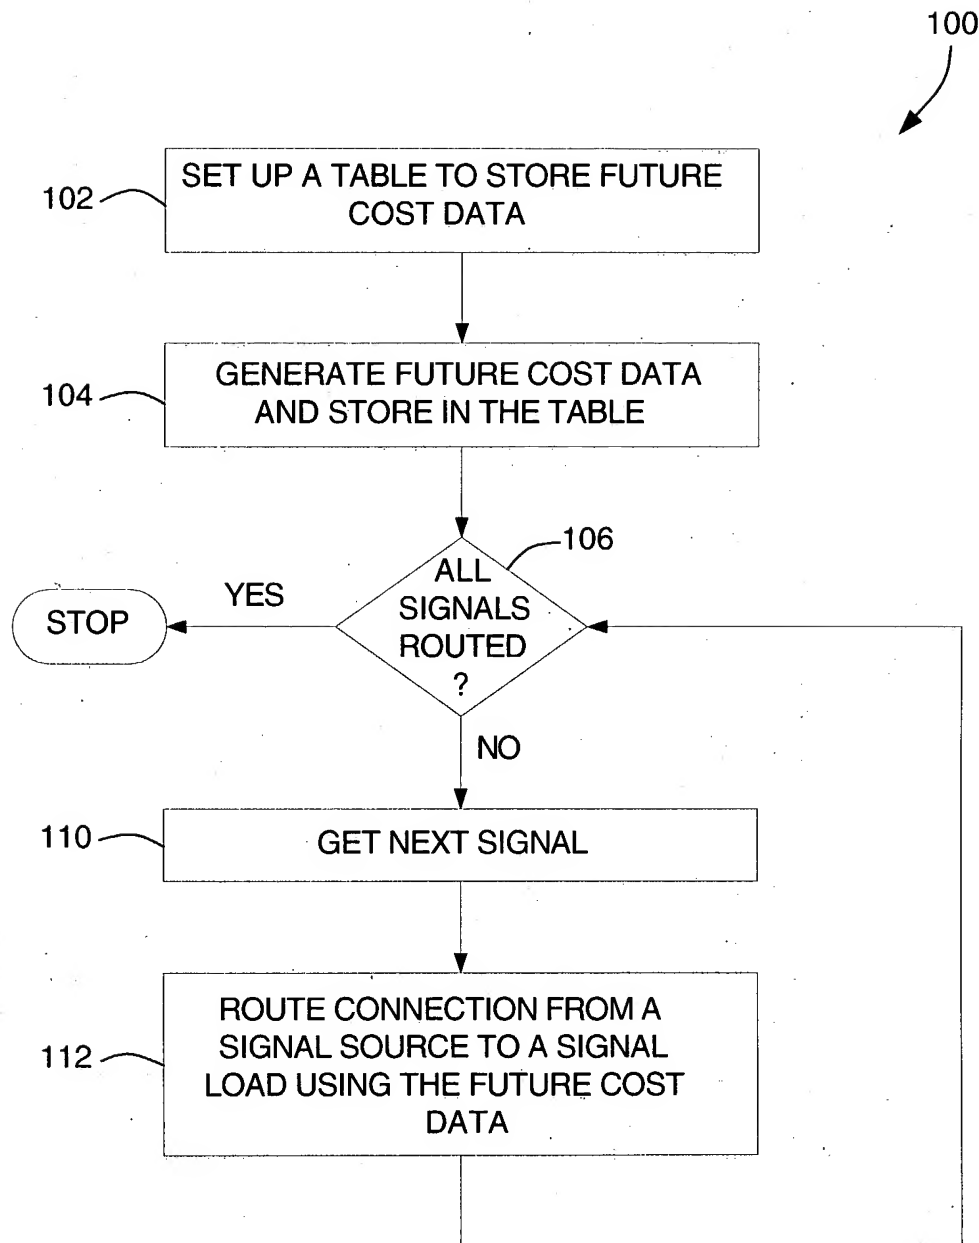 100
102
SET UP A TABLE TO STORE FUTURE
COST DATA
104
GENERATE FUTURE COST DATA
AND STORE IN THE TABLE
106
ALL
SIGNALS
ROUTED
?
YES
STOP
NO
110
GET NEXT SIGNAL
112
ROUTE CONNECTION FROM A
SIGNAL SOURCE TO A SIGNAL
LOAD USING THE FUTURE COST
DATA